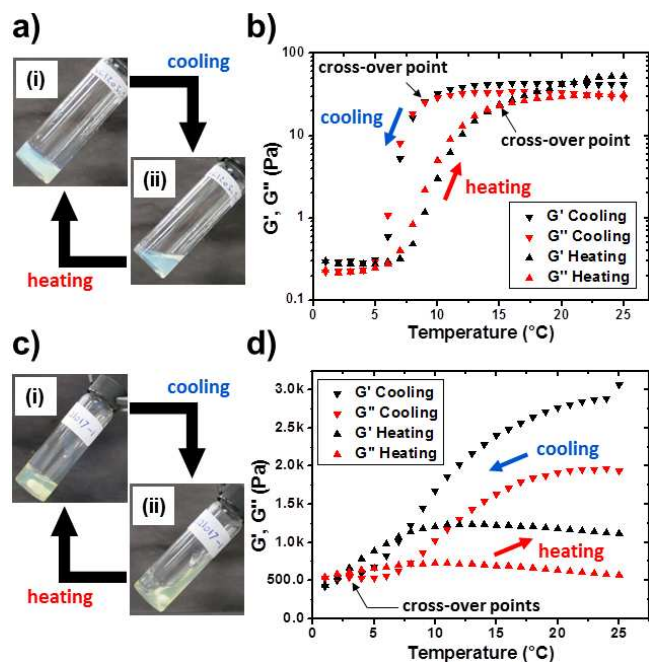 a)
(i)
cooling
(ii)
heating
b)
G', G'' (Pa)
100
10
1
0.1
cross-over point
cooling
cross-over point
heating
G' Cooling
G'' Cooling
G' Heating
G'' Heating
0 5 10 15 20 25
Temperature (°C)
c)
(i)
cooling
(ii)
heating
d)
G', G'' (Pa)
3.0k
2.5k
2.0k
1.5k
1.0k
500.0
0.0
G' Cooling
G'' Cooling
G' Heating
G'' Heating
cooling
heating
cross-over points
0 5 10 15 20 25
Temperature (°C)